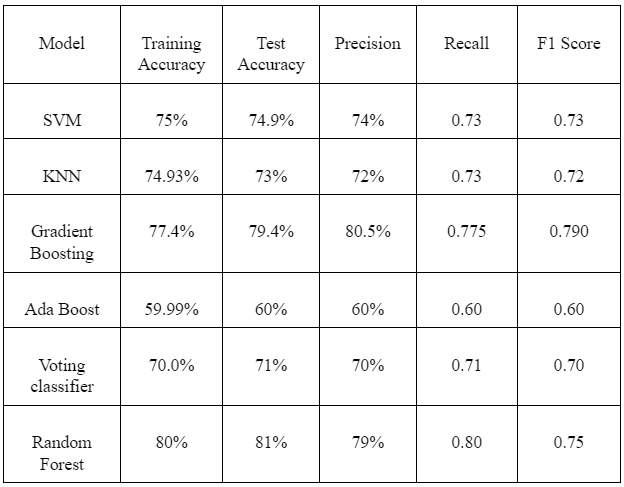 Model Training Accuracy Test Accuracy Precision Recall F1 Score
SVM 75% 74.9% 74% 0.73 0.73
KNN 74.93% 73% 72% 0.73 0.72
Gradient Boosting 77.4% 79.4% 80.5% 0.775 0.790
Ada Boost 59.99% 60% 60% 0.60 0.60
Voting classifier 70.0% 71% 70% 0.71 0.70
Random Forest 80% 81% 79% 0.80 0.75